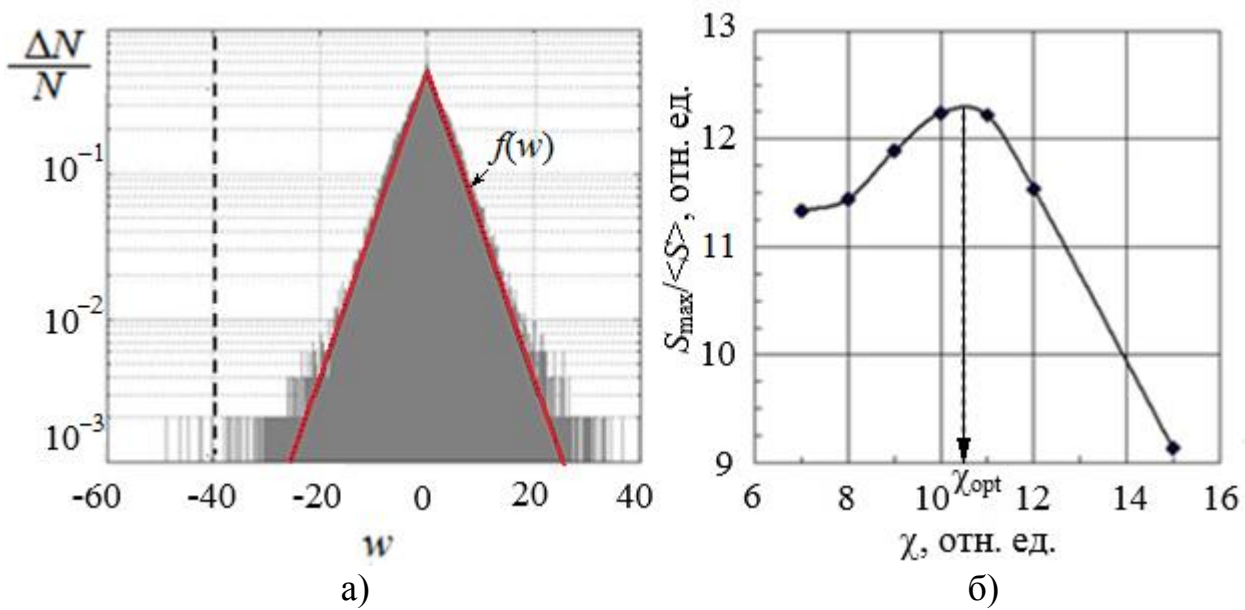 ΔN
N
10⁻¹
10⁻²
10⁻³
f(w)
-60 -40 -20 0 20 40
w
а)
13
12
11
10
9
S_max/<S>, отн. ед.
6 8 10 χ_opt 12 14 16
χ, отн. ед.
б)